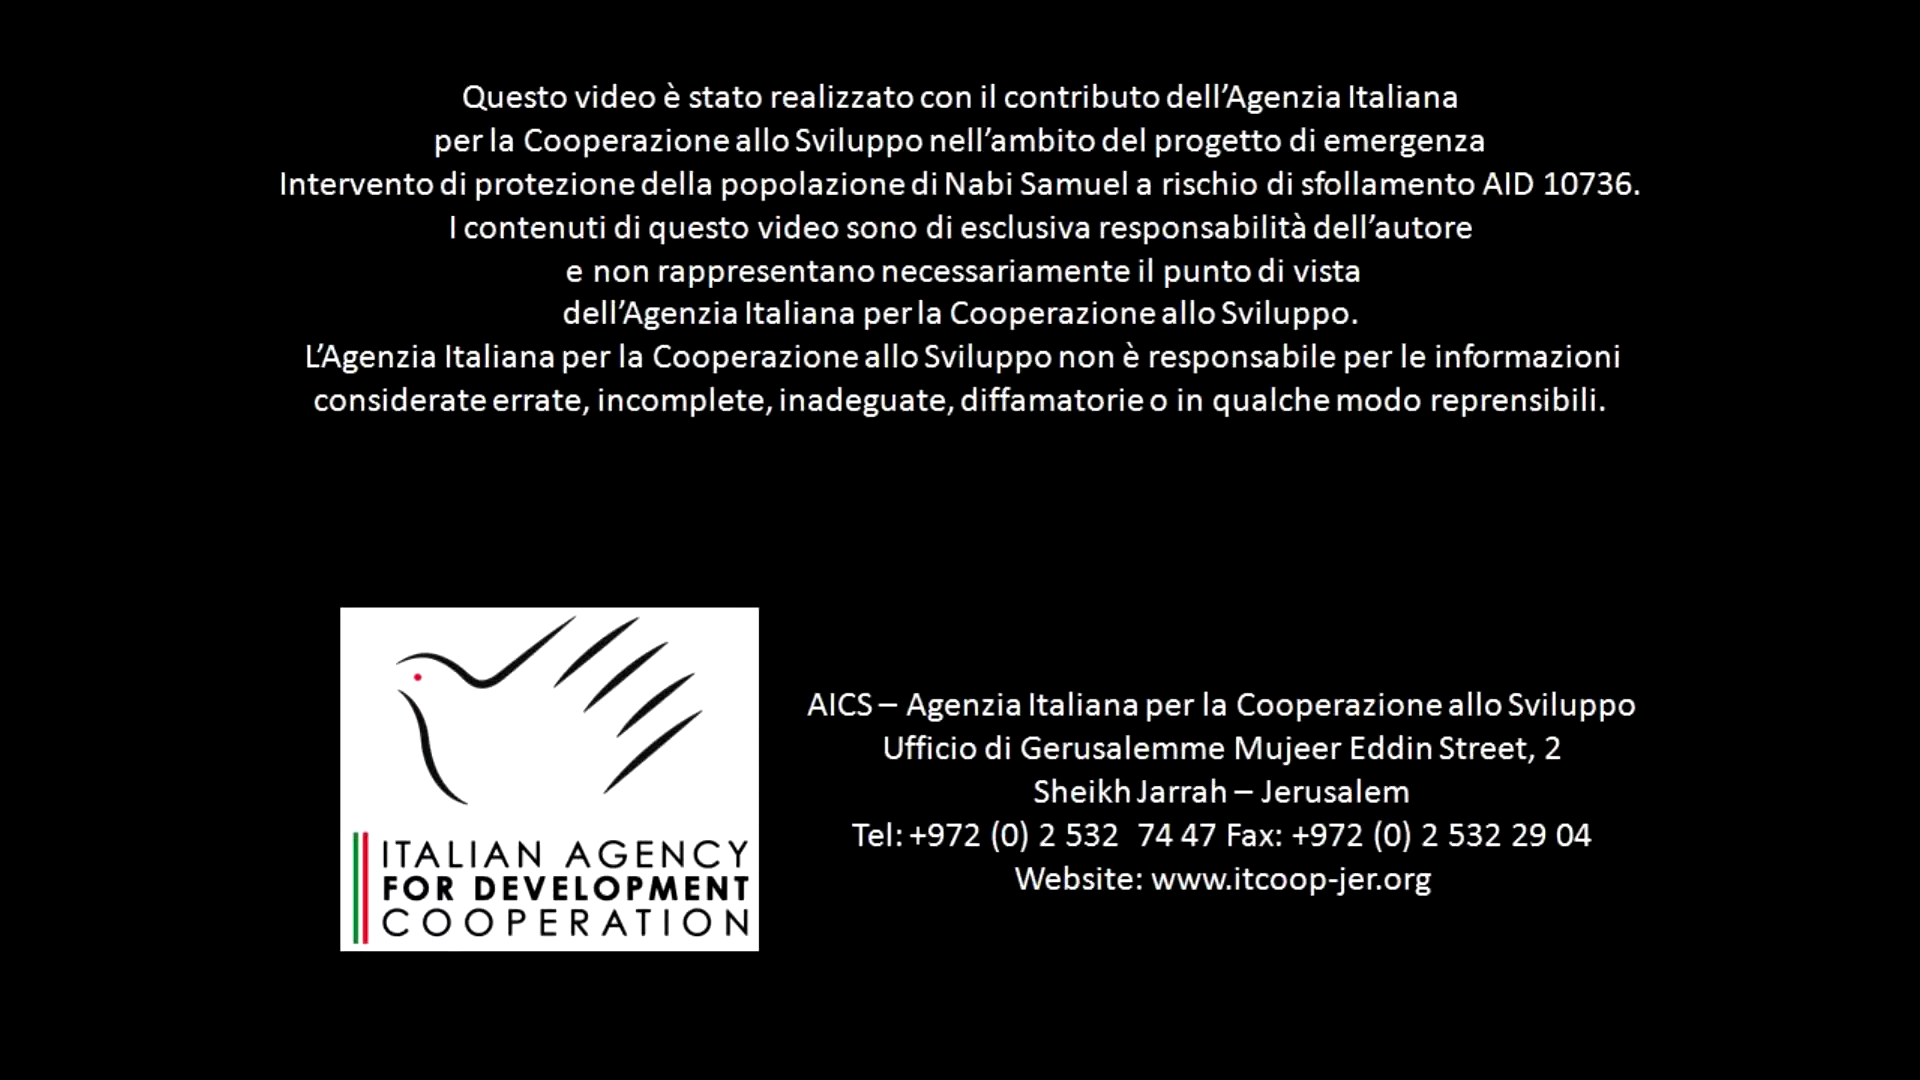 Questo video è stato realizzato con il contributo dell’Agenzia Italiana
per la Cooperazione allo Sviluppo nell’ambito del progetto di emergenza
Intervento di protezione della popolazione di Nabi Samuel a rischio di sfollamento AID 10736.
I contenuti di questo video sono di esclusiva responsabilità dell’autore
e non rappresentano necessariamente il punto di vista
dell’Agenzia Italiana per la Cooperazione allo Sviluppo.
L’Agenzia Italiana per la Cooperazione allo Sviluppo non è responsabile per le informazioni
considerate errate, incomplete, inadeguate, diffamatorie o in qualche modo reprensibili.
ITALIAN AGENCY
FOR DEVELOPMENT
COOPERATION
AICS – Agenzia Italiana per la Cooperazione allo Sviluppo
Ufficio di Gerusalemme Mujeer Eddin Street, 2
Sheikh Jarrah – Jerusalem
Tel: +972 (0) 2 532 74 47 Fax: +972 (0) 2 532 29 04
Website: www.itcoop-jer.org